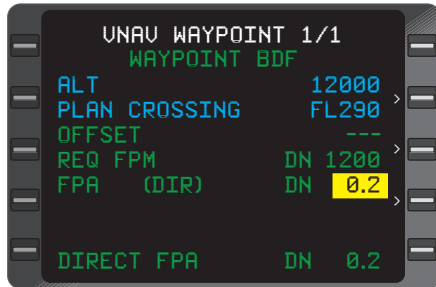 VNAV WAYPOINT 1/1
WAYPOINT BDF
ALT 12000
PLAN CROSSING FL290 >
OFFSET ---
REQ FPM DN 1200 >
FPA (DIR) DN 0.2 >
DIRECT FPA DN 0.2